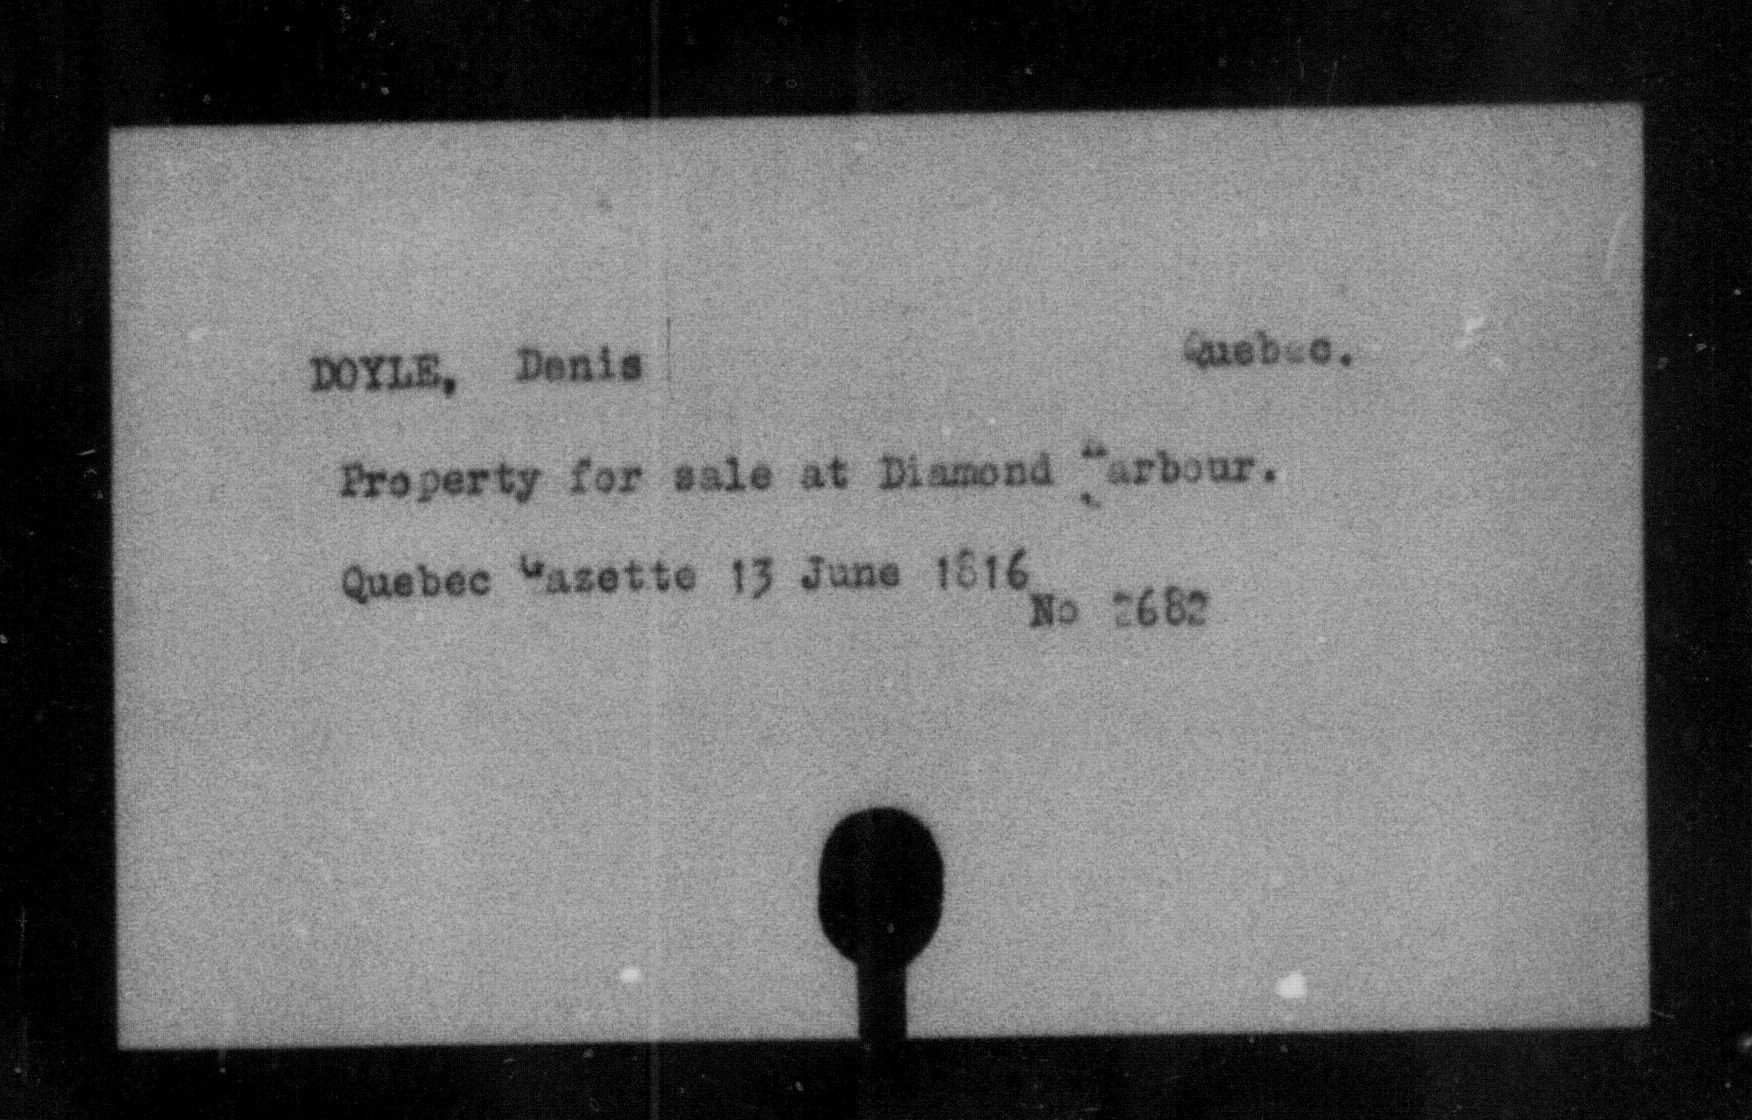 DOYLE, Denis Quebec.
Property for sale at Diamond Harbour.
Quebec Gazette 13 June 1816
No 2682